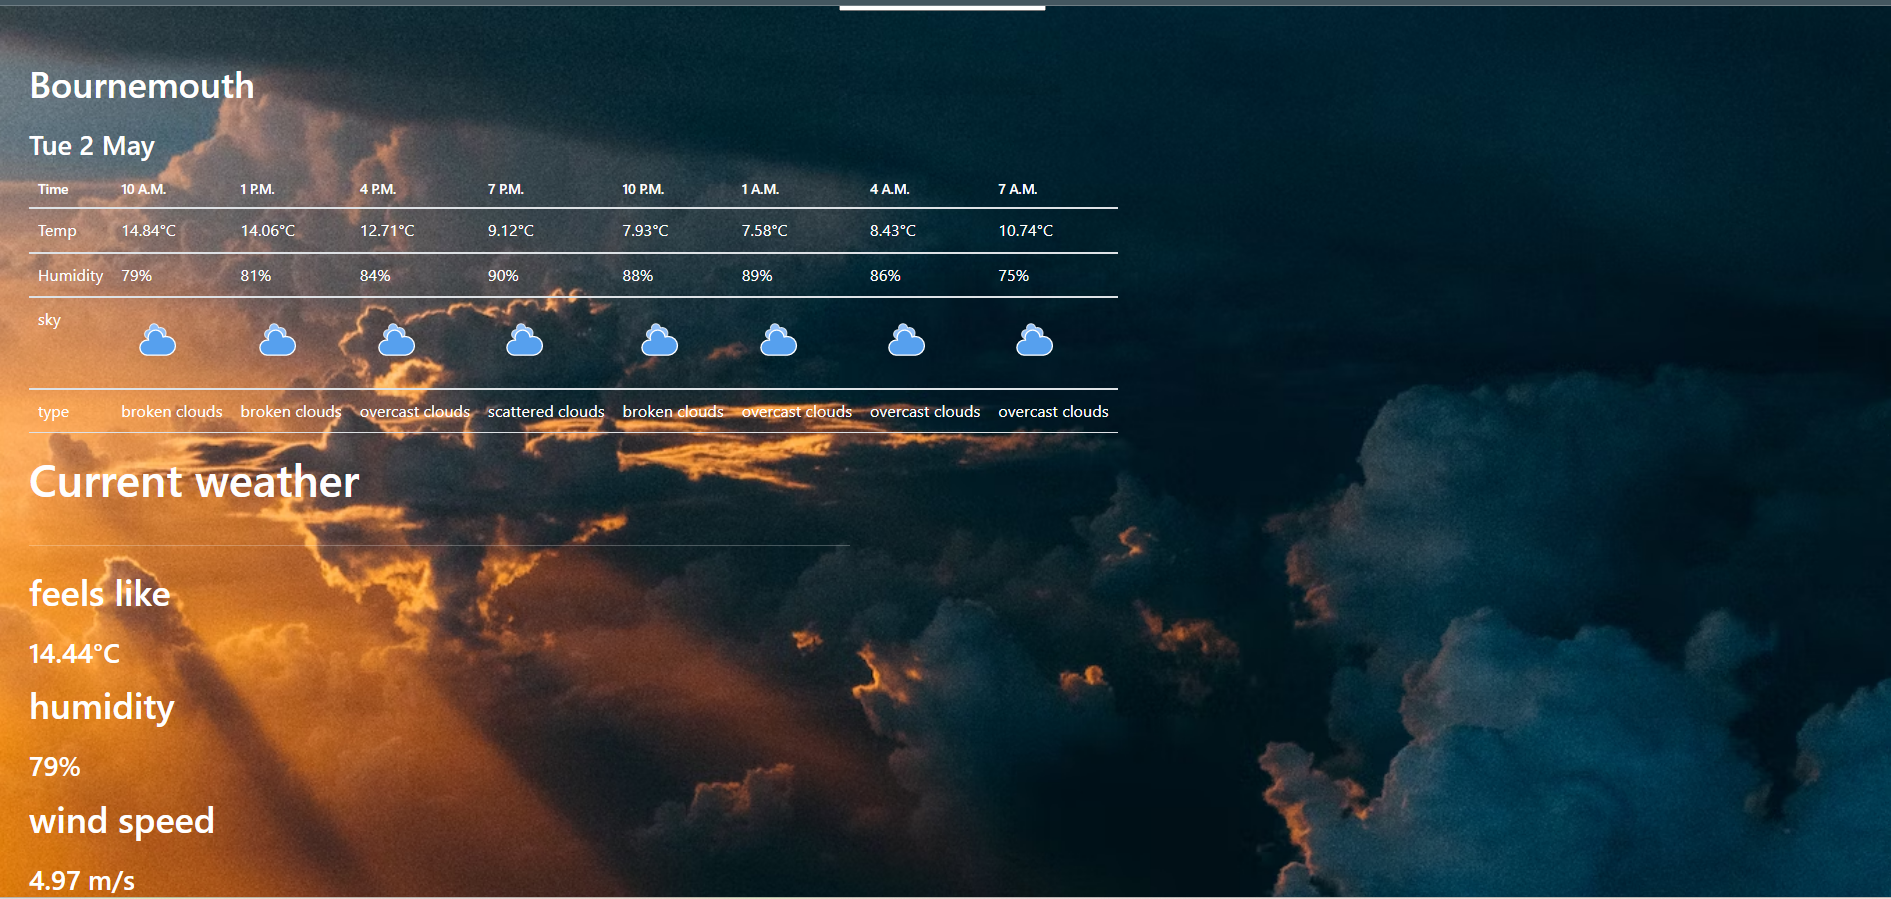 Bournemouth
Tue 2 May
Time 10 A.M. 1 P.M. 4 P.M. 7 P.M. 10 P.M. 1 A.M. 4 A.M. 7 A.M.
Temp 14.84°C 14.06°C 12.71°C 9.12°C 7.93°C 7.58°C 8.43°C 10.74°C
Humidity 79% 81% 84% 90% 88% 89% 86% 75%
sky
type broken clouds broken clouds overcast clouds scattered clouds broken clouds overcast clouds overcast clouds overcast clouds
Current weather
feels like
14.44°C
humidity
79%
wind speed
4.97 m/s